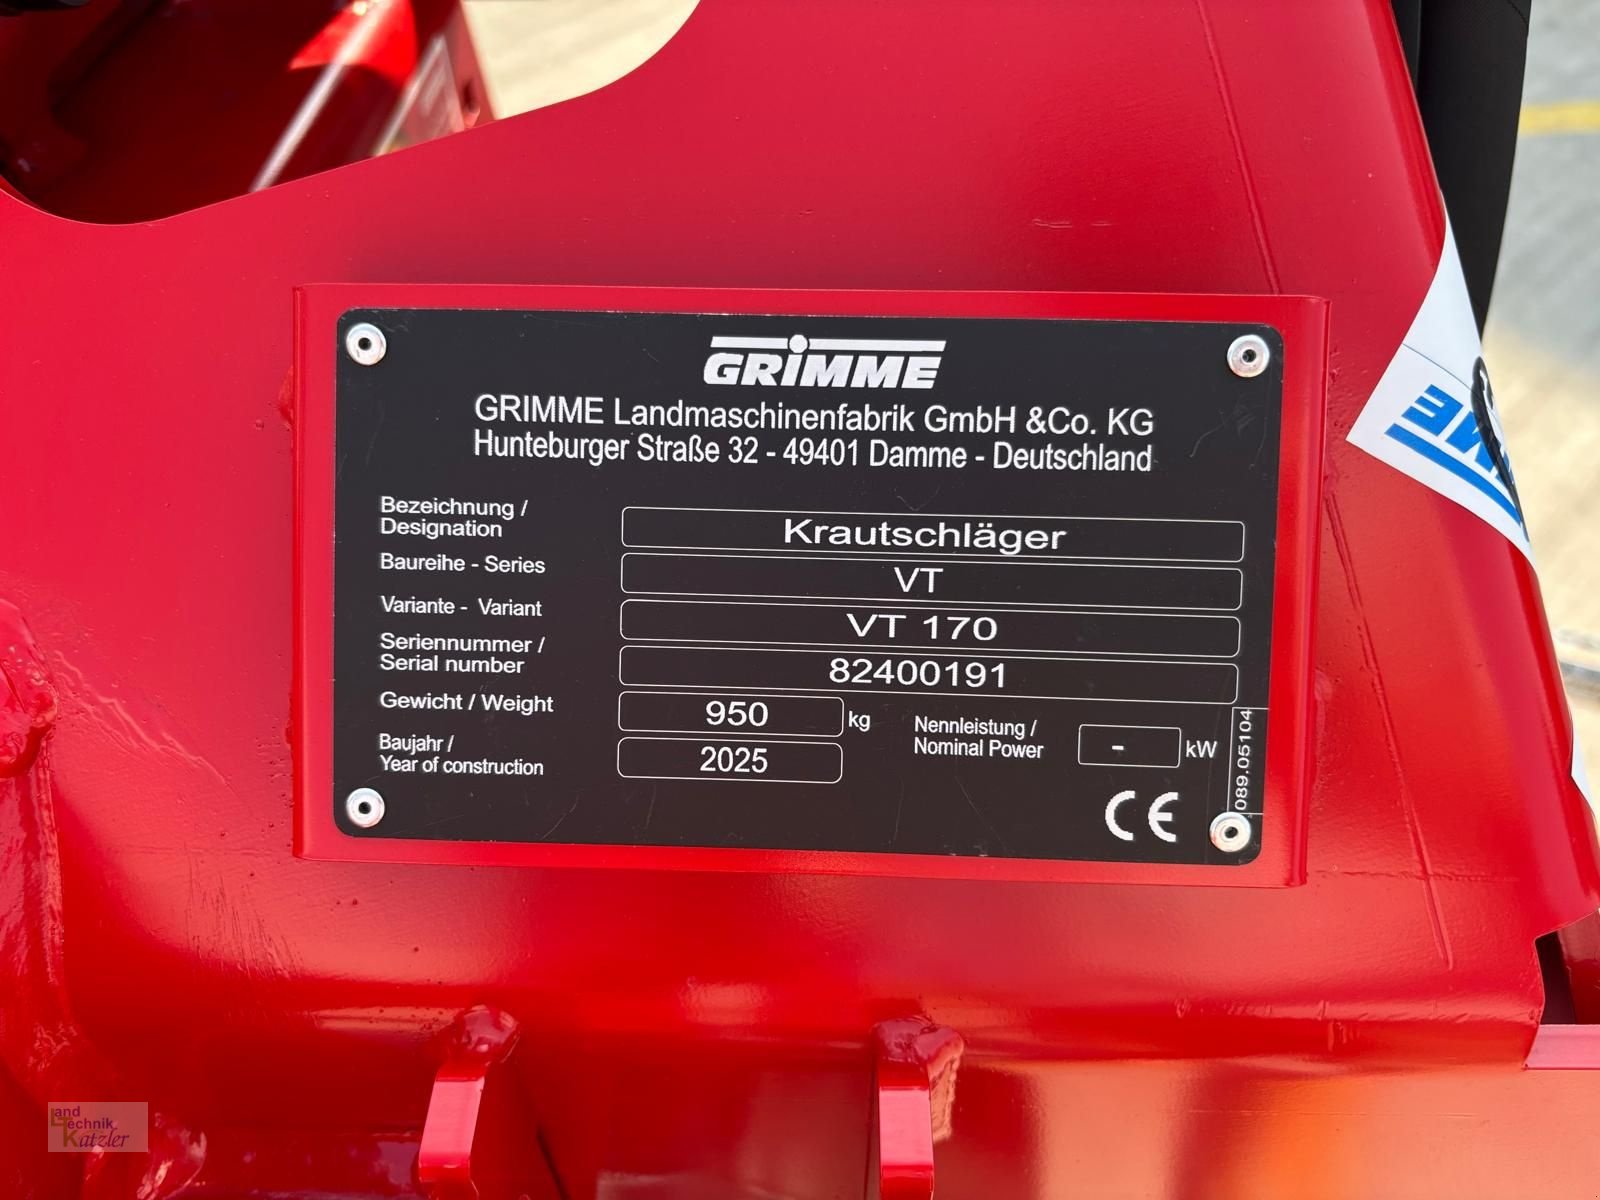 GRIMME
GRIMME Landmaschinenfabrik GmbH &Co. KG
Hunteburger Straße 32 - 49401 Damme - Deutschland
Bezeichnung /
Designation
Krautschläger
Baureihe - Series
VT
Variante - Variant
VT 170
Seriennummer /
Serial number
82400191
Gewicht / Weight
950
kg
Nennleistung /
Nominal Power
-
kW
Baujahr /
Year of construction
2025
CE
089.05104
Land
Technik
Katzler